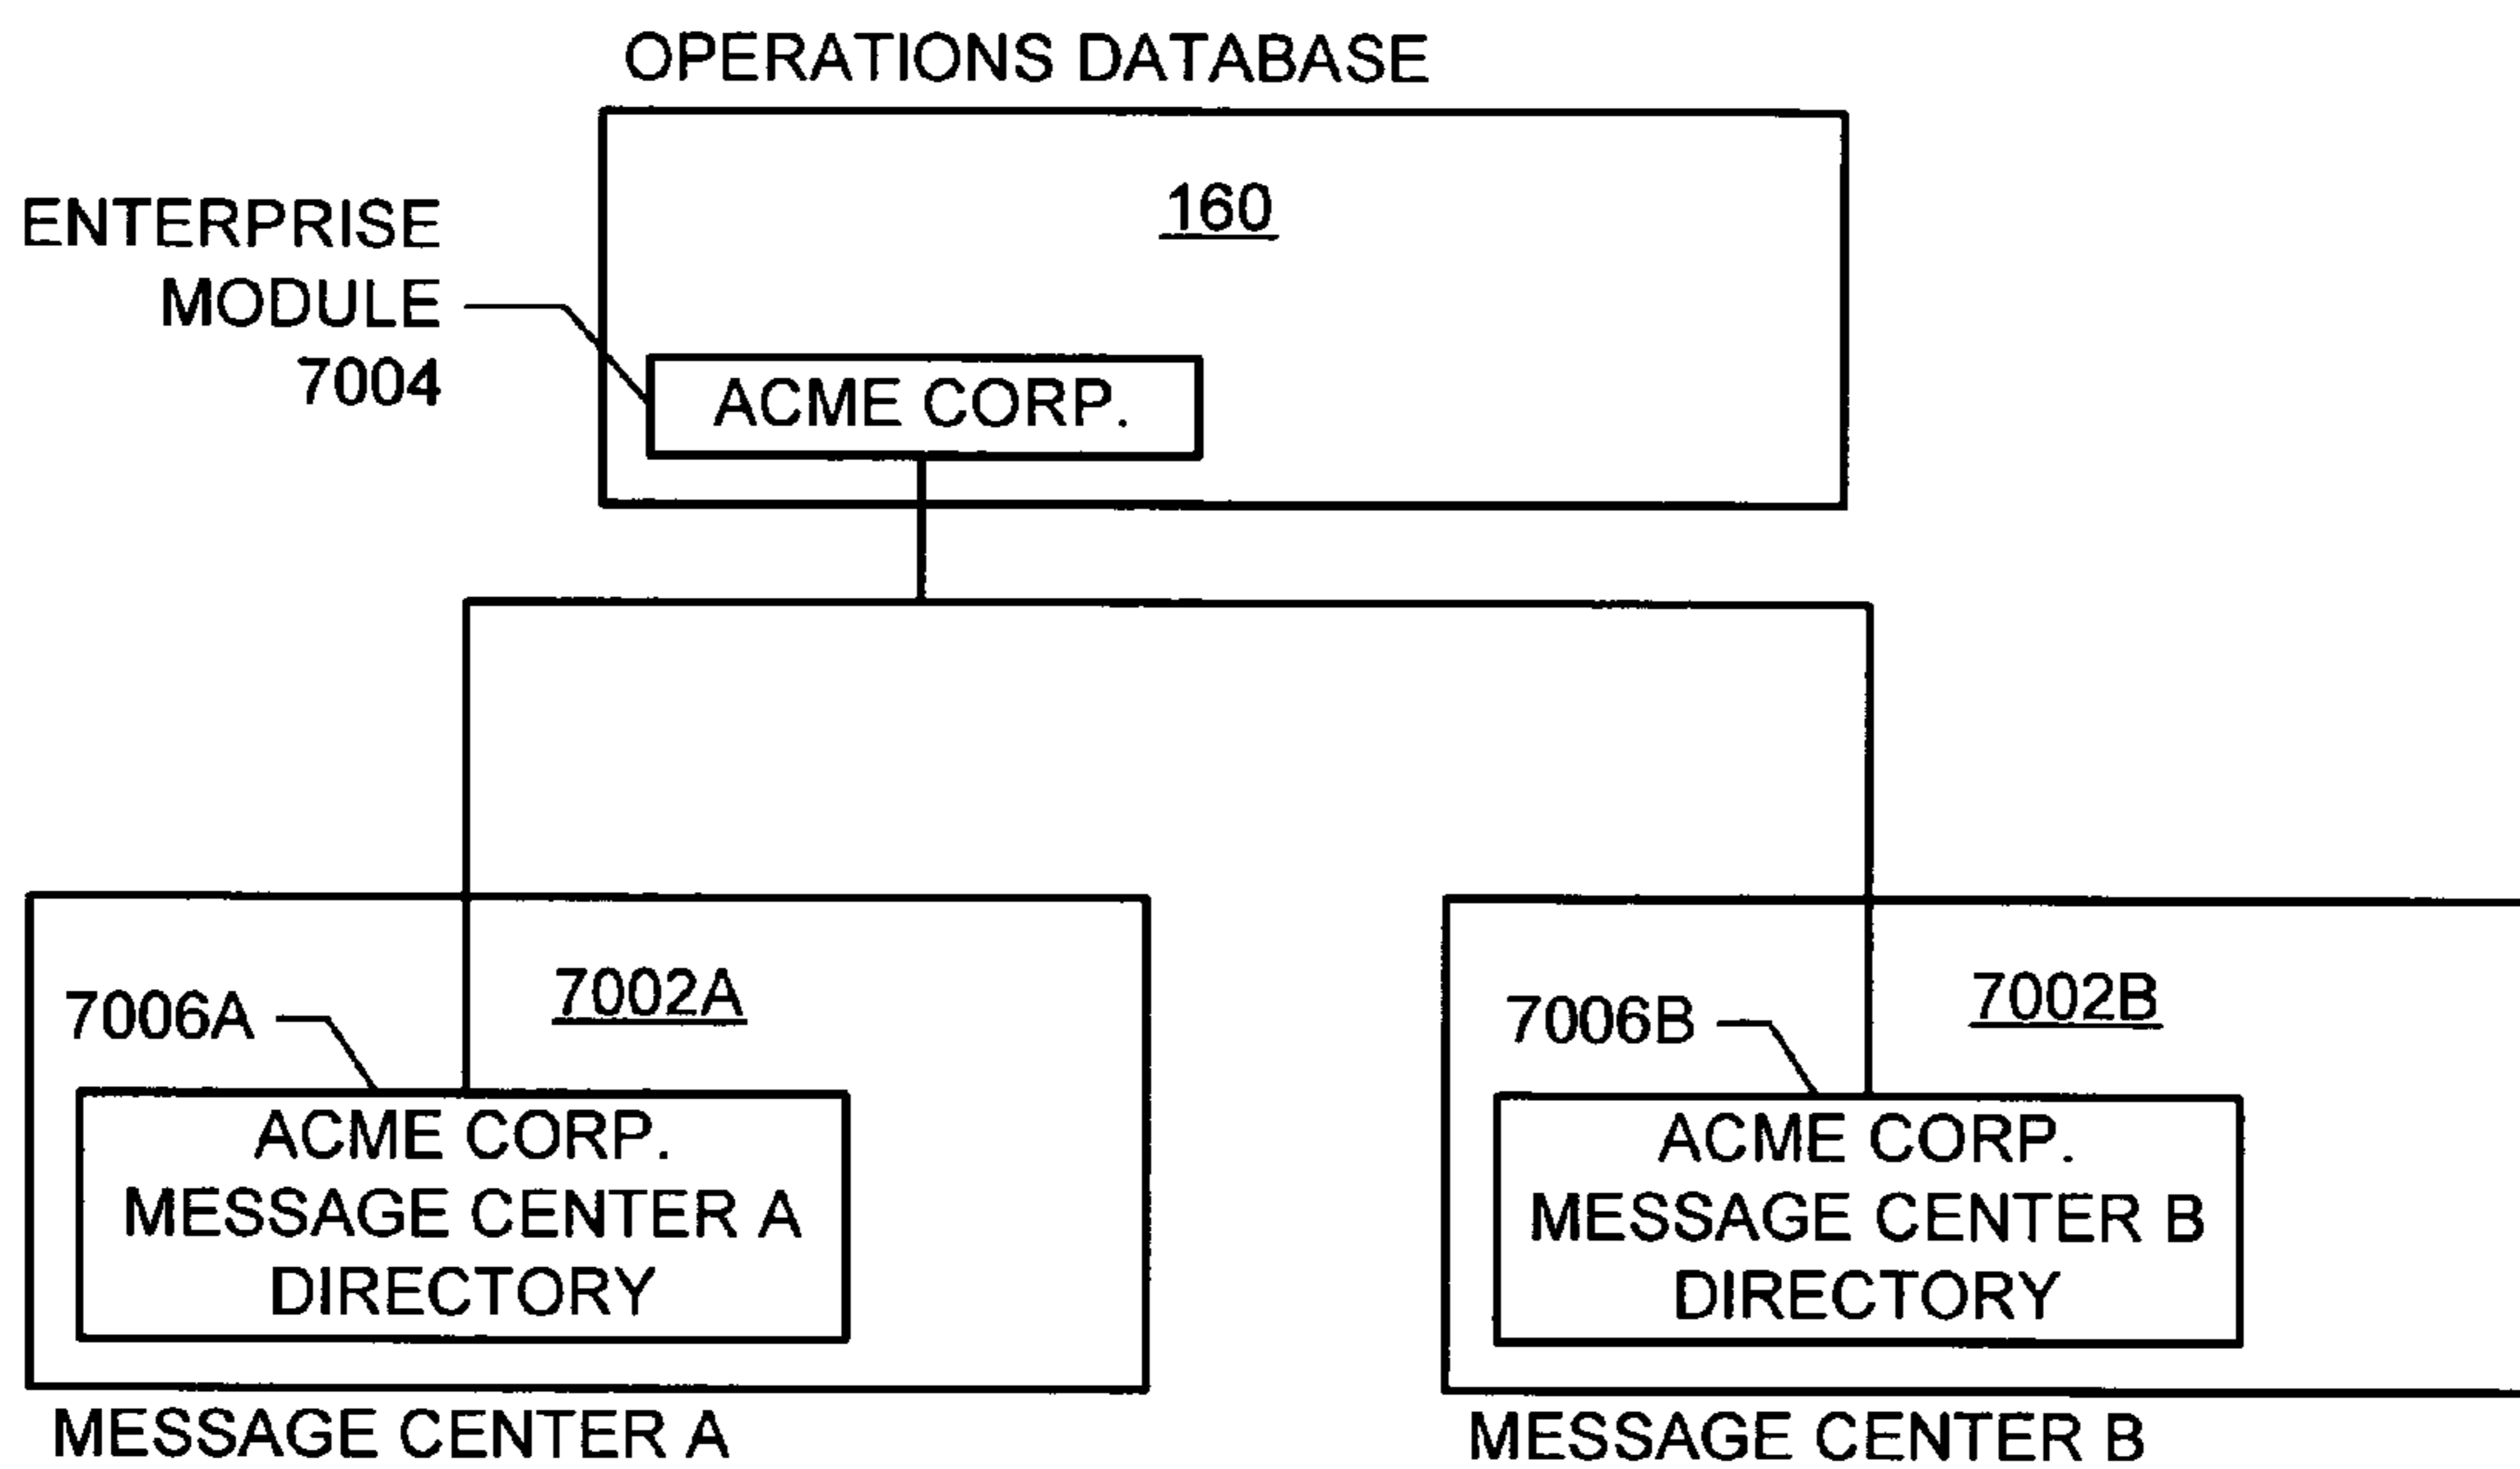 OPERATIONS DATABASE
160
ENTERPRISE
MODULE
7004
ACME CORP.
7002A
7006A
ACME CORP.
MESSAGE CENTER A
DIRECTORY
MESSAGE CENTER A
7002B
7006B
ACME CORP.
MESSAGE CENTER B
DIRECTORY
MESSAGE CENTER B